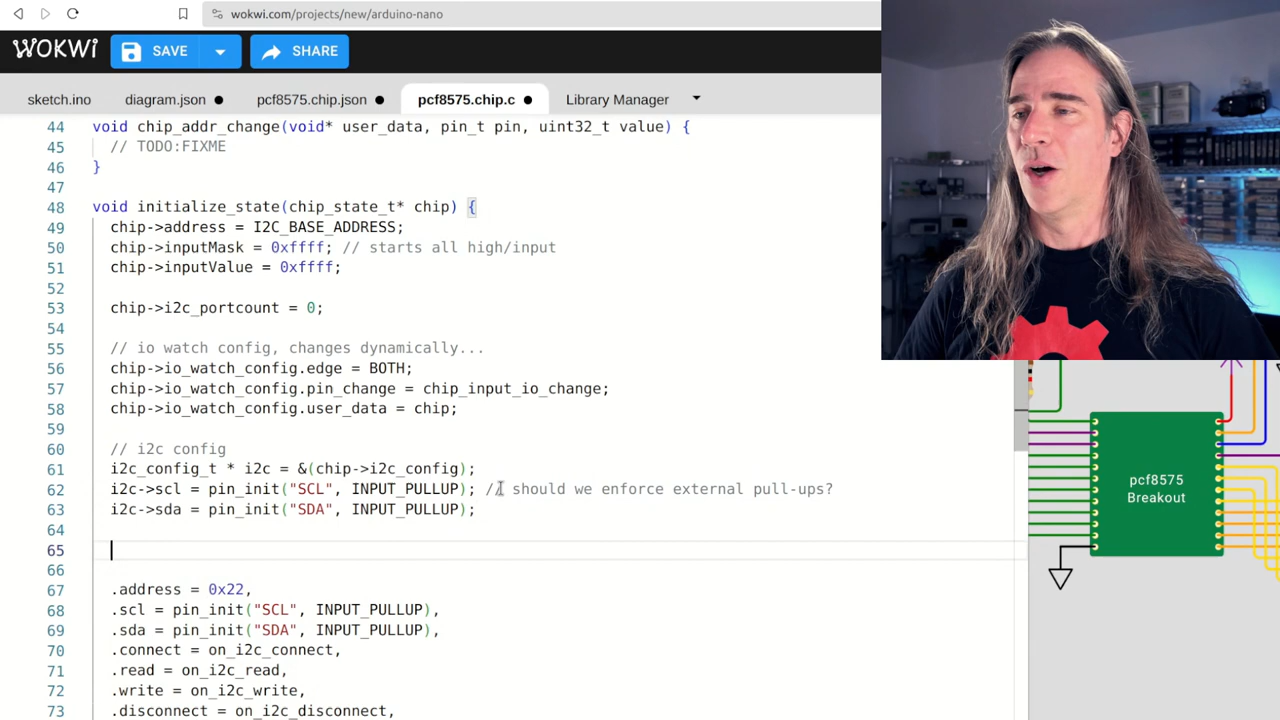 wokwi.com/projects/new/arduino-nano
WOKWI SAVE SHARE
sketch.ino diagram.json pcf8575.chip.json pcf8575.chip.c Library Manager
44 void chip_addr_change(void* user_data, pin_t pin, uint32_t value) {
45 // TODO:FIXME
46 }
47
48 void initialize_state(chip_state_t* chip) {
49 chip->address = I2C_BASE_ADDRESS;
50 chip->inputMask = 0xffff; // starts all high/input
51 chip->inputValue = 0xffff;
52
53 chip->i2c_portcount = 0;
54
55 // io watch config, changes dynamically...
56 chip->io_watch_config.edge = BOTH;
57 chip->io_watch_config.pin_change = chip_input_io_change;
58 chip->io_watch_config.user_data = chip;
59
60 // i2c config
61 i2c_config_t * i2c = &(chip->i2c_config);
62 i2c->scl = pin_init("SCL", INPUT_PULLUP); // should we enforce external pull-ups?
63 i2c->sda = pin_init("SDA", INPUT_PULLUP);
64
65
66
67 .address = 0x22,
68 .scl = pin_init("SCL", INPUT_PULLUP),
69 .sda = pin_init("SDA", INPUT_PULLUP),
70 .connect = on_i2c_connect,
71 .read = on_i2c_read,
72 .write = on_i2c_write,
73 .disconnect = on_i2c_disconnect,
pcf8575
Breakout